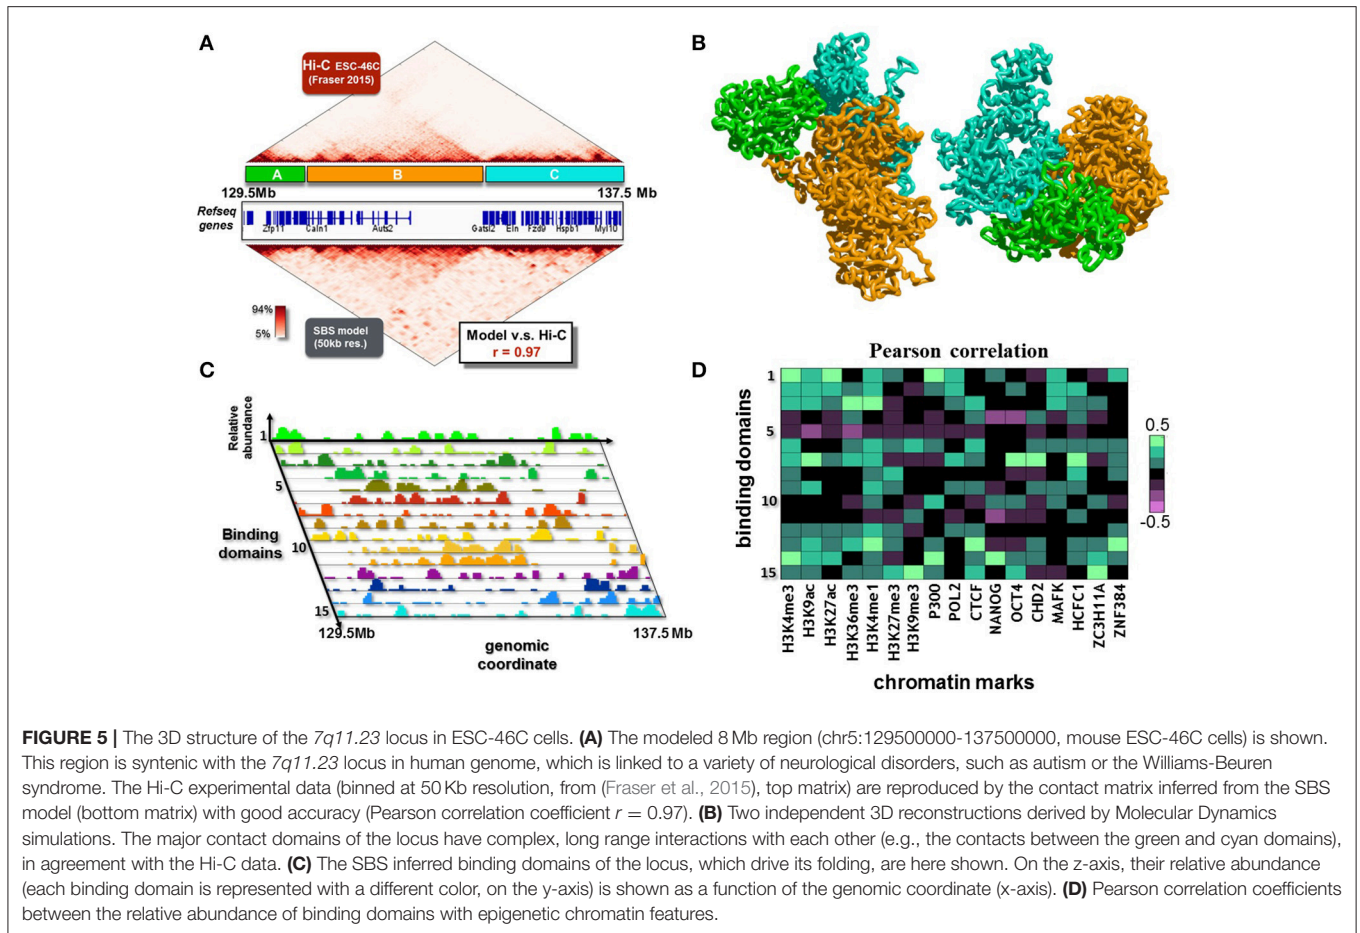 A
Hi-C ESC-46C
(Fraser 2015)
A
B
C
129.5Mb
137.5 Mb
Refseq
genes
Zfp11
Caln1
Auts2
Gatsl2
Eln
Fzd9
Hspb1
Myl10
94%
5%
SBS model
(50kb res.)
Model v.s. Hi-C
r = 0.97
B
C
Relative
abundance
1
5
10
15
Binding
domains
129.5Mb
137.5 Mb
genomic
coordinate
D
Pearson correlation
binding domains
1
5
10
15
0.5
-0.5
H3K4me3
H3K9ac
H3K27ac
H3K36me3
H3K4me1
H3K27me3
H3K9me3
P300
POL2
CTCF
NANOG
OCT4
CHD2
MAFK
HCFC1
ZC3H11A
ZNF384
chromatin marks
FIGURE 5 | The 3D structure of the 7q11.23 locus in ESC-46C cells. (A) The modeled 8 Mb region (chr5:129500000-137500000, mouse ESC-46C cells) is shown.
This region is syntenic with the 7q11.23 locus in human genome, which is linked to a variety of neurological disorders, such as autism or the Williams-Beuren
syndrome. The Hi-C experimental data (binned at 50 Kb resolution, from (Fraser et al., 2015), top matrix) are reproduced by the contact matrix inferred from the SBS
model (bottom matrix) with good accuracy (Pearson correlation coefficient r = 0.97). (B) Two independent 3D reconstructions derived by Molecular Dynamics
simulations. The major contact domains of the locus have complex, long range interactions with each other (e.g., the contacts between the green and cyan domains),
in agreement with the Hi-C data. (C) The SBS inferred binding domains of the locus, which drive its folding, are here shown. On the z-axis, their relative abundance
(each binding domain is represented with a different color, on the y-axis) is shown as a function of the genomic coordinate (x-axis). (D) Pearson correlation coefficients
between the relative abundance of binding domains with epigenetic chromatin features.